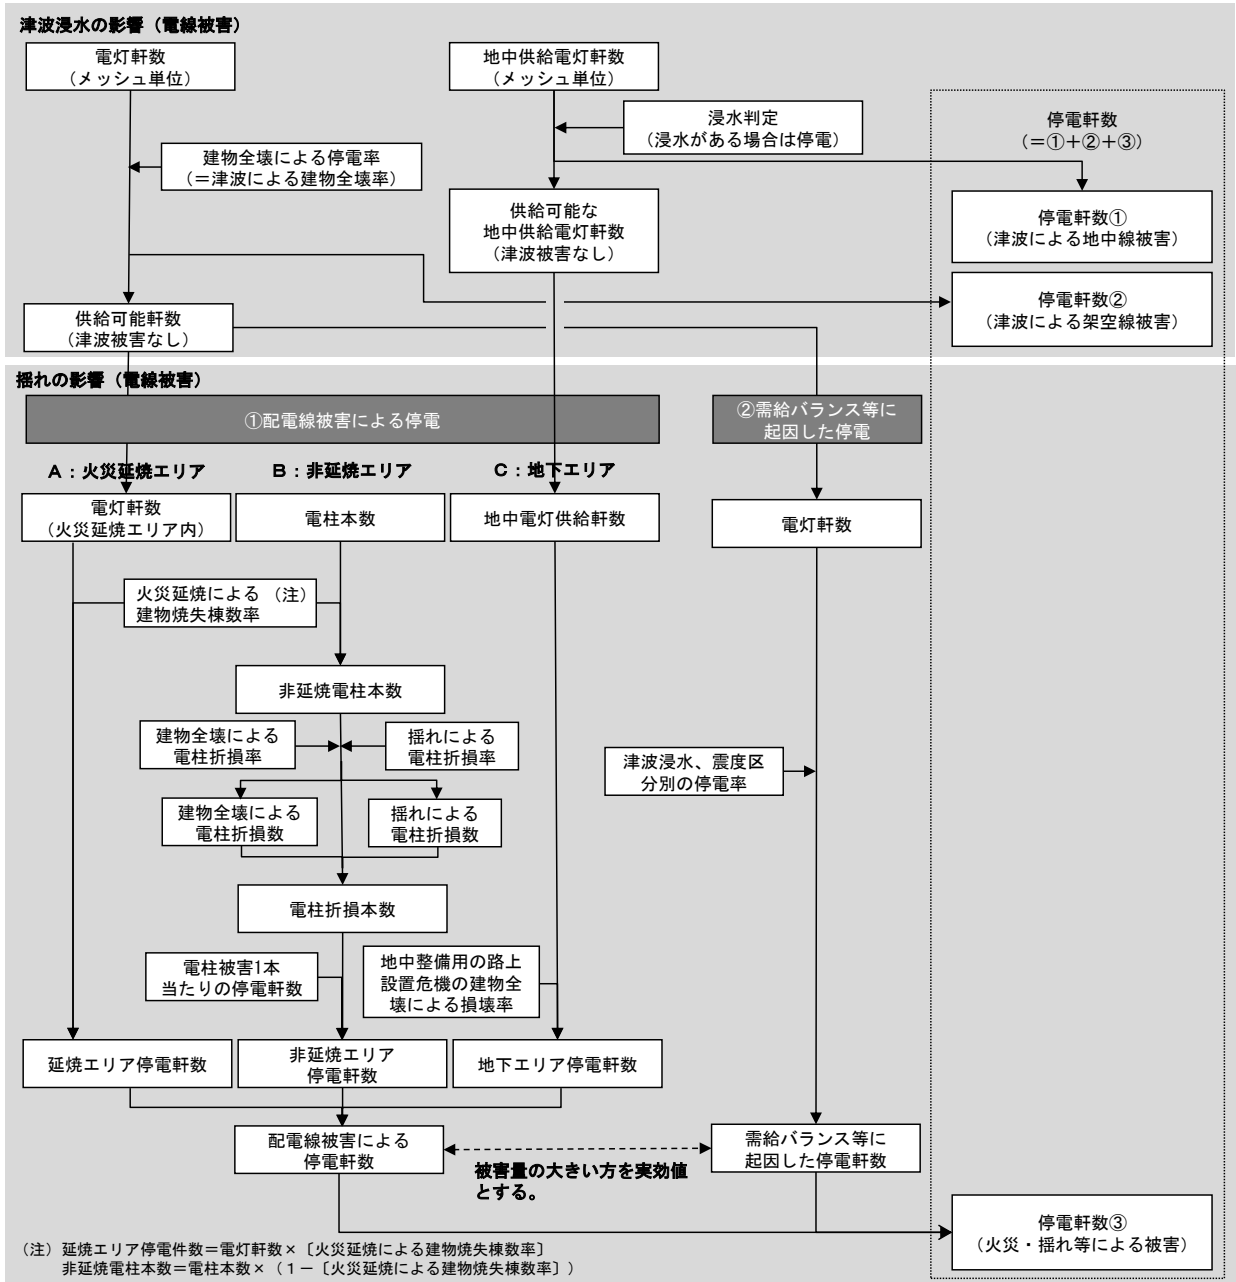 津波浸水の影響（電線被害）
電灯軒数
（メッシュ単位）
地中供給電灯軒数
（メッシュ単位）
浸水判定
（浸水がある場合は停電）
停電軒数
（＝①＋②＋③）
建物全壊による停電率
（＝津波による建物全壊率）
供給可能な
地中供給電灯軒数
（津波被害なし）
停電軒数①
（津波による地中線被害）
停電軒数②
（津波による架空線被害）
供給可能軒数
（津波被害なし）
揺れの影響（電線被害）
①配電線被害による停電
②需給バランス等に
起因した停電
Ａ：火災延焼エリア
Ｂ：非延焼エリア
Ｃ：地下エリア
電灯軒数
（火災延焼エリア内）
電柱本数
地中電灯供給軒数
電灯軒数
火災延焼による　（注）
建物焼失棟数率
非延焼電柱本数
建物全壊による
電柱折損率
揺れによる
電柱折損率
津波浸水、震度区
分別の停電率
建物全壊による
電柱折損数
揺れによる
電柱折損数
電柱折損本数
電柱被害1本
当たりの停電軒数
地中整備用の路上
設置危機の建物全
壊による損壊率
延焼エリア停電軒数
非延焼エリア
停電軒数
地下エリア停電軒数
配電線被害による
停電軒数
需給バランス等に
起因した停電軒数
被害量の大きい方を実効値
とする。
停電軒数③
（火災・揺れ等による被害）
（注）延焼エリア停電件数＝電灯軒数×〔火災延焼による建物焼失棟数率〕
非延焼電柱本数＝電柱本数×（１－〔火災延焼による建物焼失棟数率〕）